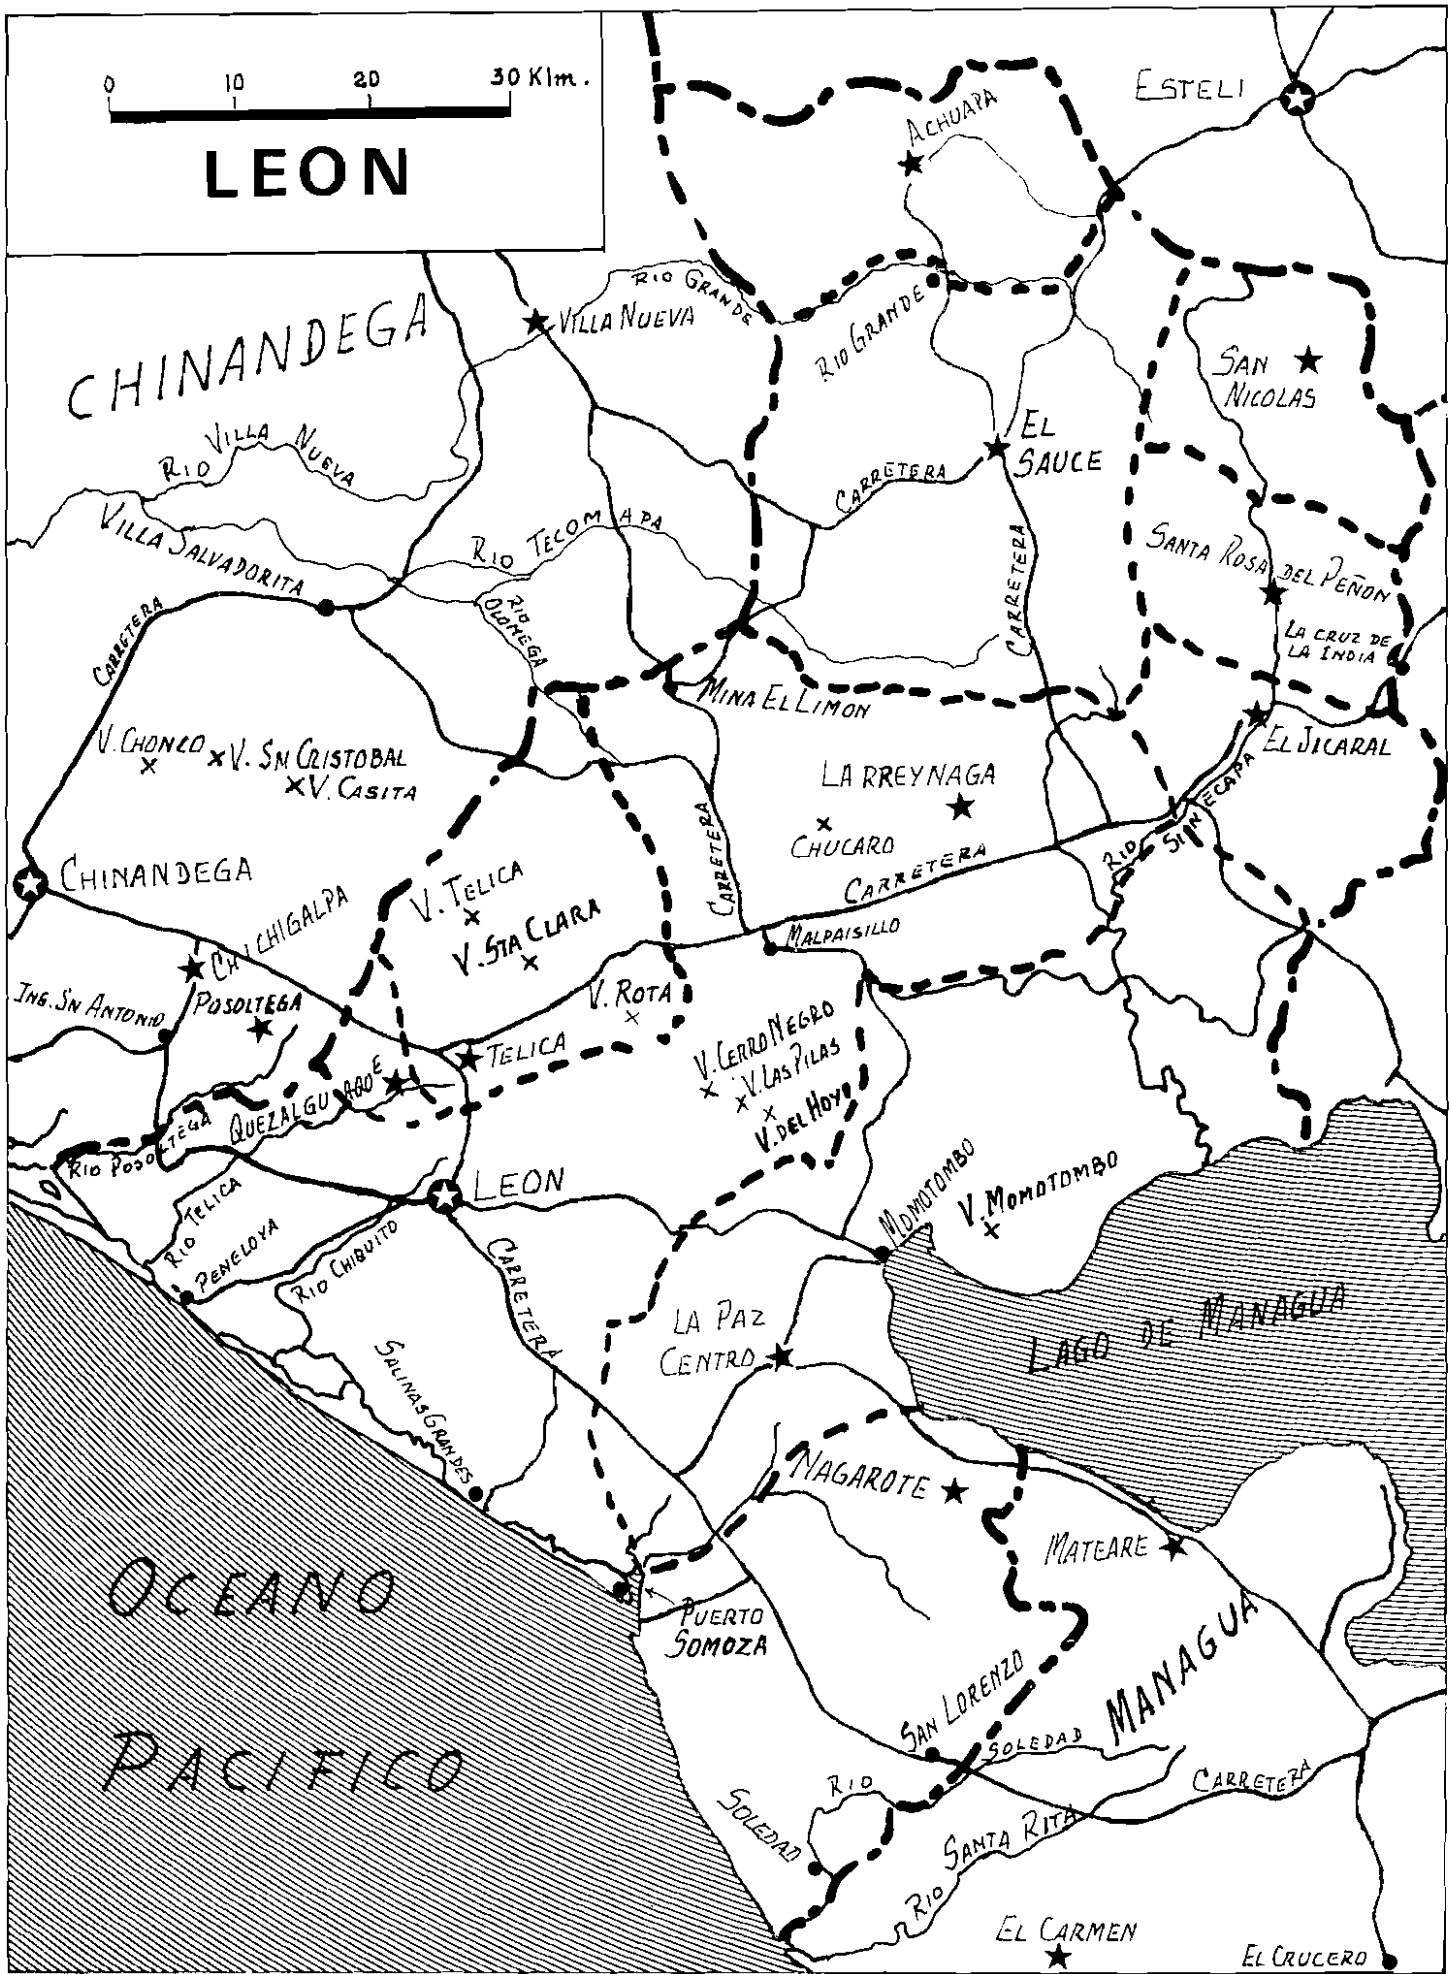 0 10 20 30 Klm.
LEON
ESTELI
ACHUAPA
CHINANDEGA
RIO GRANDE
VILLA NUEVA
RIO GRANDE
SAN
NICOLAS
EL
SAUCE
RIO VILLA NUEVA
CARRETERA
VILLA SALVADORITA
RIO TECOMAPA
SANTA ROSA DEL PEÑON
CARRETERA
RIO
OLOMEGA
CARRETERA
LA CRUZ DE
LA INDIA
MINA EL LIMON
EL JICARAL
V. CHONCO
V. SN CRISTOBAL
V. CASITA
LARREYNAGA
CHUCARO
CARRETERA
RIO SINECAPA
CHINANDEGA
CARRETERA
V. TELICA
V. STA CLARA
CHICHIGALPA
MALPAISILLO
ING. SN ANTONIO
POSOLTEGA
V. ROTA
TELICA
V. CERRO NEGRO
V. LAS PILAS
V. DEL HOYO
QUEZALGUAQUE
RIO POSOLTEGA
LEON
MOMOTOMBO
V. MOMOTOMBO
RIO TELICA
PENELOYA
RIO CHIQUITO
CARRETERA
LA PAZ
CENTRO
LAGO DE MANAGUA
SALINAS GRANDES
NAGAROTE
MATEARE
OCEANO
PACIFICO
PUERTO
SOMOZA
MANAGUA
SAN LORENZO
RIO SOLEDAD
CARRETERA
SOLEDAD
RIO SANTA RITA
EL CARMEN
EL CRUCERO